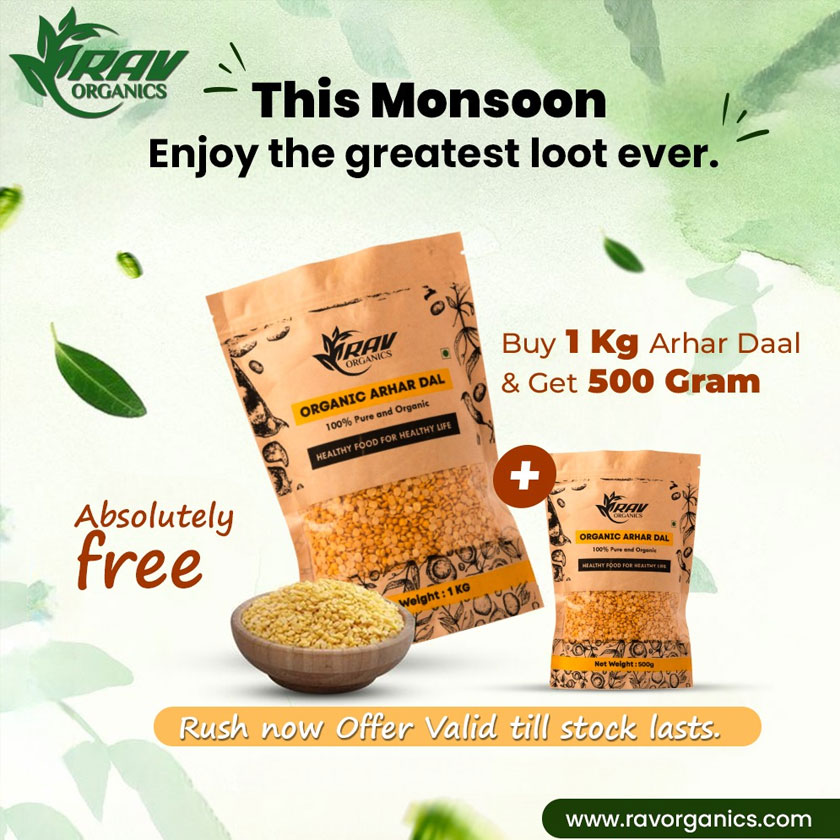 RAV
ORGANICS
This Monsoon
Enjoy the greatest loot ever.
RAV
ORGANICS
ORGANIC ARHAR DAL
100% Pure and Organic
HEALTHY FOOD FOR HEALTHY LIFE
Weight : 1 KG
Buy 1 Kg Arhar Daal
& Get 500 Gram
+
RAV
ORGANICS
ORGANIC ARHAR DAL
100% Pure and Organic
HEALTHY FOOD FOR HEALTHY LIFE
Net Weight : 500g
Absolutely
free
Rush now Offer Valid till stock lasts.
www.ravorganics.com